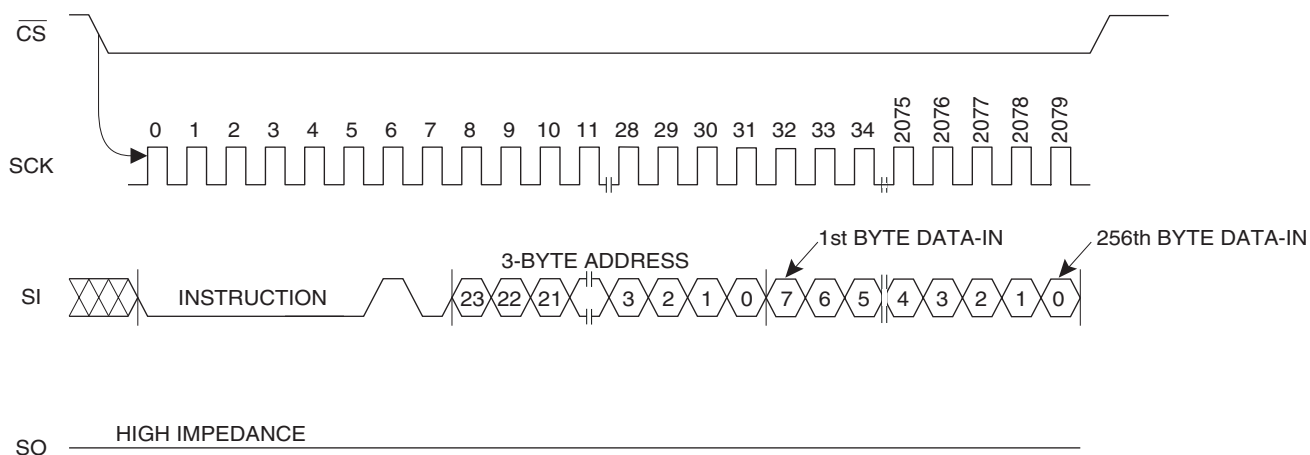 CS
0 1 2 3 4 5 6 7 8 9 10 11 28 29 30 31 32 33 34 2075 2076 2077 2078 2079
SCK
1st BYTE DATA-IN 256th BYTE DATA-IN
3-BYTE ADDRESS
SI INSTRUCTION 23 22 21 3 2 1 0 7 6 5 4 3 2 1 0
HIGH IMPEDANCE
SO